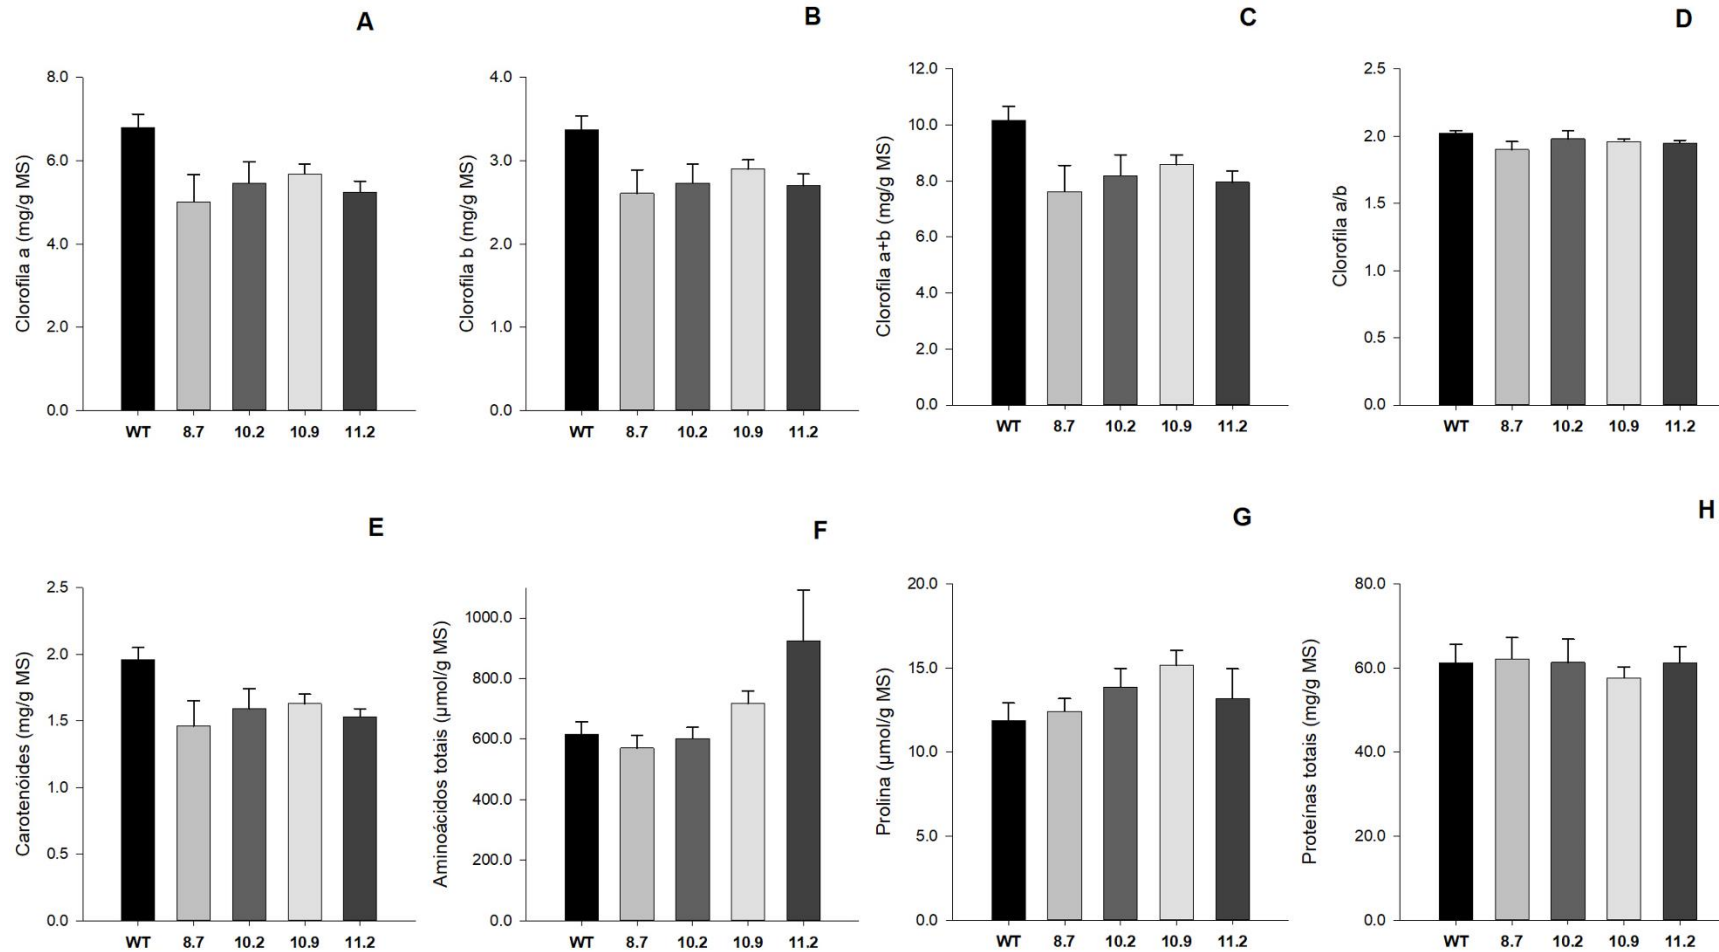 A
Clorofila a (mg/g MS)
8.0
6.0
4.0
2.0
0.0
WT 8.7 10.2 10.9 11.2
B
Clorofila b (mg/g MS)
4.0
3.0
2.0
1.0
0.0
WT 8.7 10.2 10.9 11.2
C
Clorofila a+b (mg/g MS)
12.0
10.0
8.0
6.0
4.0
2.0
0.0
WT 8.7 10.2 10.9 11.2
D
Clorofila a/b
2.5
2.0
1.5
1.0
0.5
0.0
WT 8.7 10.2 10.9 11.2
E
Carotenóides (mg/g MS)
2.5
2.0
1.5
1.0
0.5
0.0
WT 8.7 10.2 10.9 11.2
F
Aminoácidos totais (µmol/g MS)
1000.0
800.0
600.0
400.0
200.0
0.0
WT 8.7 10.2 10.9 11.2
G
Prolina (µmol/g MS)
20.0
15.0
10.0
5.0
0.0
WT 8.7 10.2 10.9 11.2
H
Proteínas totais (mg/g MS)
80.0
60.0
40.0
20.0
0.0
WT 8.7 10.2 10.9 11.2